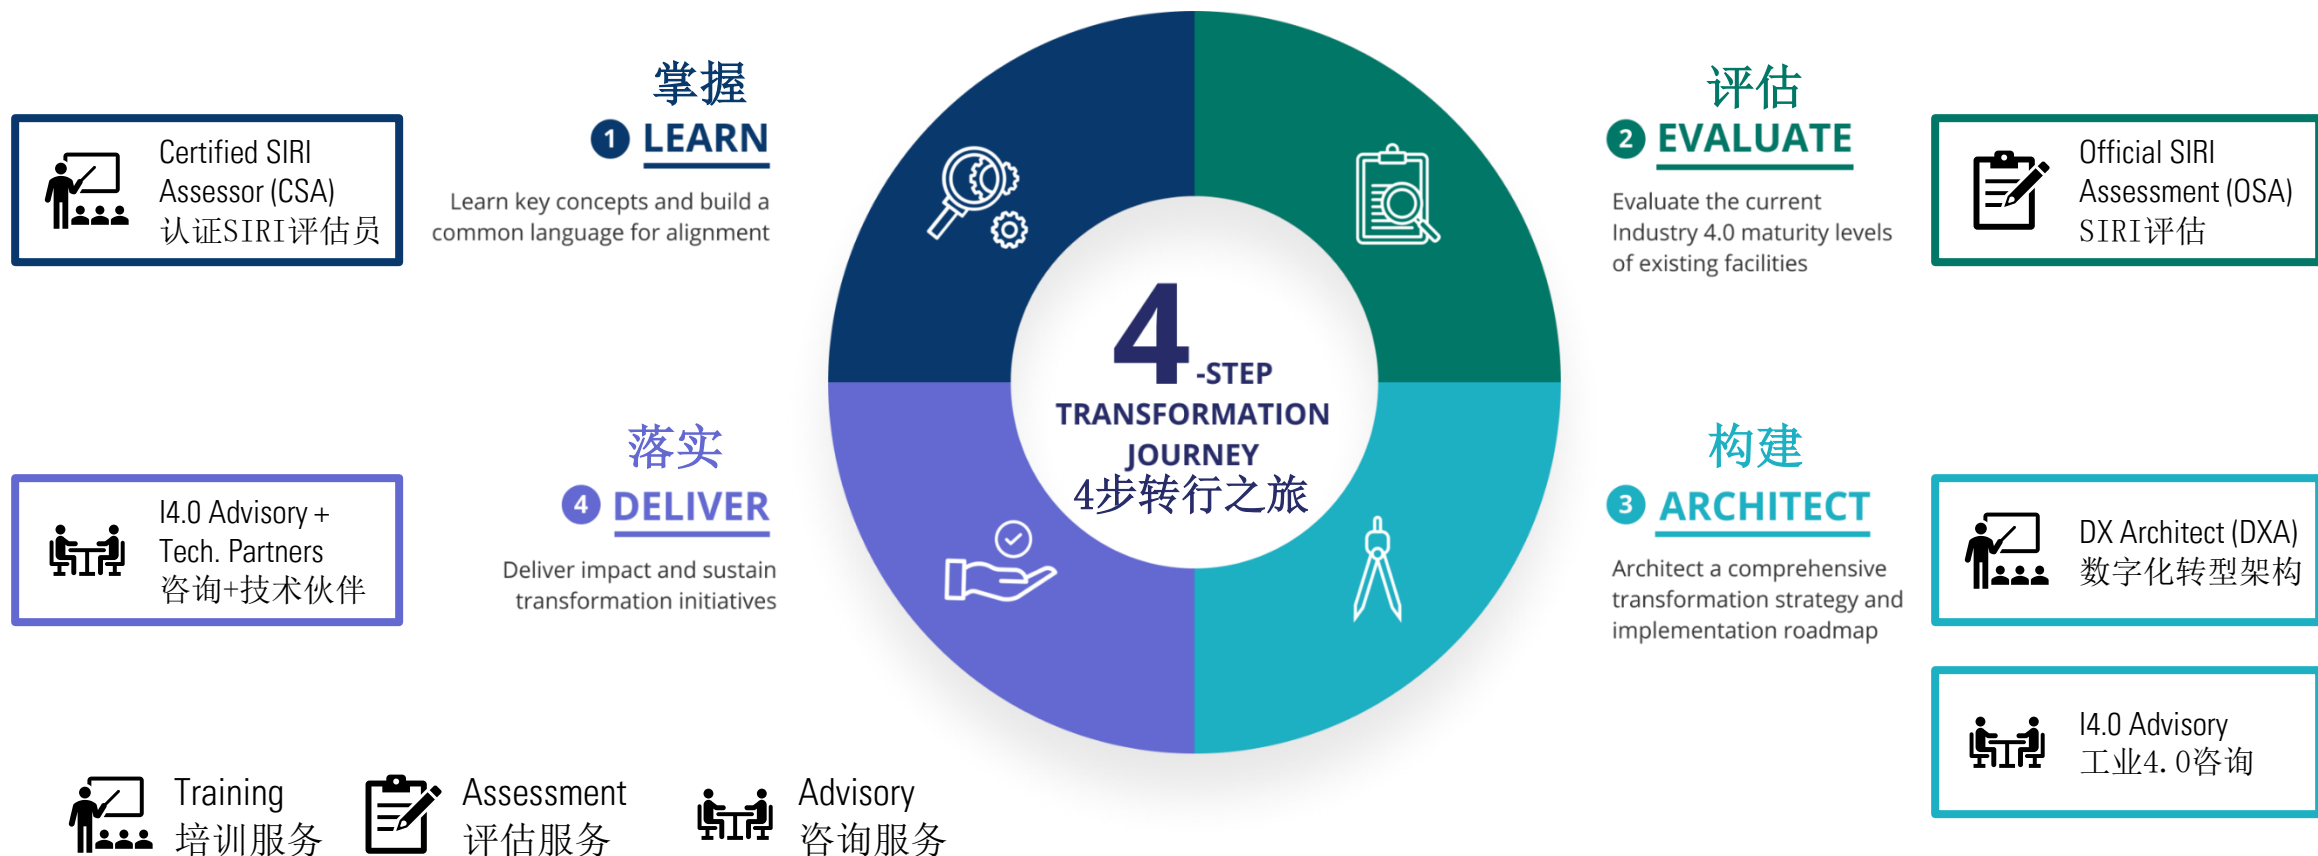 掌握
1 LEARN
Learn key concepts and build a
common language for alignment
Certified SIRI
Assessor (CSA)
认证SIRI评估员
评估
2 EVALUATE
Evaluate the current
Industry 4.0 maturity levels
of existing facilities
Official SIRI
Assessment (OSA)
SIRI评估
4-STEP
TRANSFORMATION
JOURNEY
4步转行之旅
构建
3 ARCHITECT
Architect a comprehensive
transformation strategy and
implementation roadmap
DX Architect (DXA)
数字化转型架构
I4.0 Advisory
工业4.0咨询
落实
4 DELIVER
Deliver impact and sustain
transformation initiatives
I4.0 Advisory +
Tech. Partners
咨询+技术伙伴
Training
培训服务
Assessment
评估服务
Advisory
咨询服务